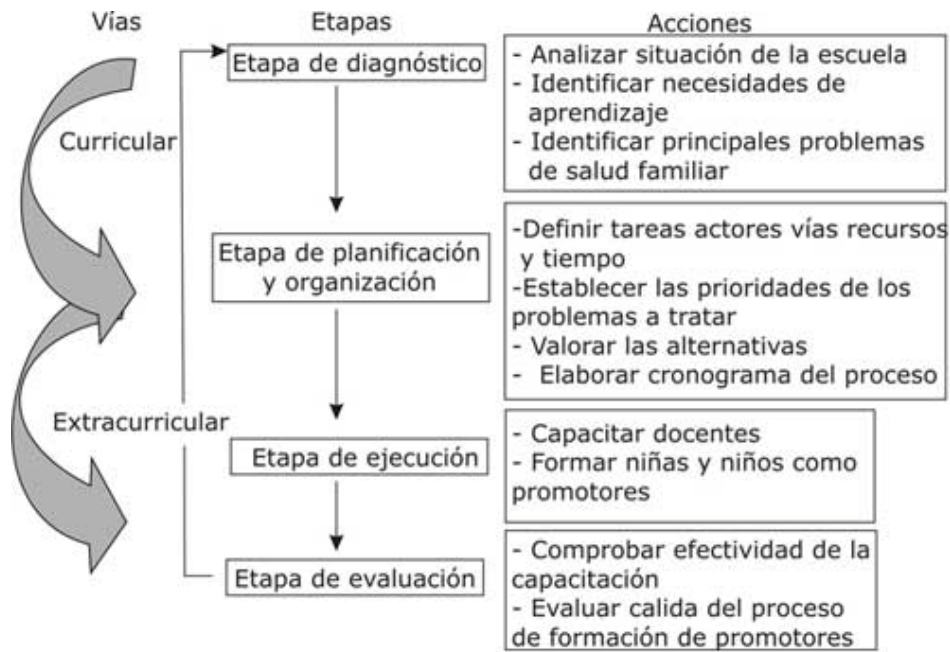 Vías
Etapas
Acciones
Curricular
Extracurricular
Etapa de diagnóstico
Etapa de planificación
y organización
Etapa de ejecución
Etapa de evaluación
- Analizar situación de la escuela
- Identificar necesidades de
aprendizaje
- Identificar principales problemas
de salud familiar
-Definir tareas actores vías recursos
y tiempo
-Establecer las prioridades de los
problemas a tratar
- Valorar las alternativas
- Elaborar cronograma del proceso
- Capacitar docentes
- Formar niñas y niños como
promotores
- Comprobar efectividad de la
capacitación
- Evaluar calida del proceso
de formación de promotores